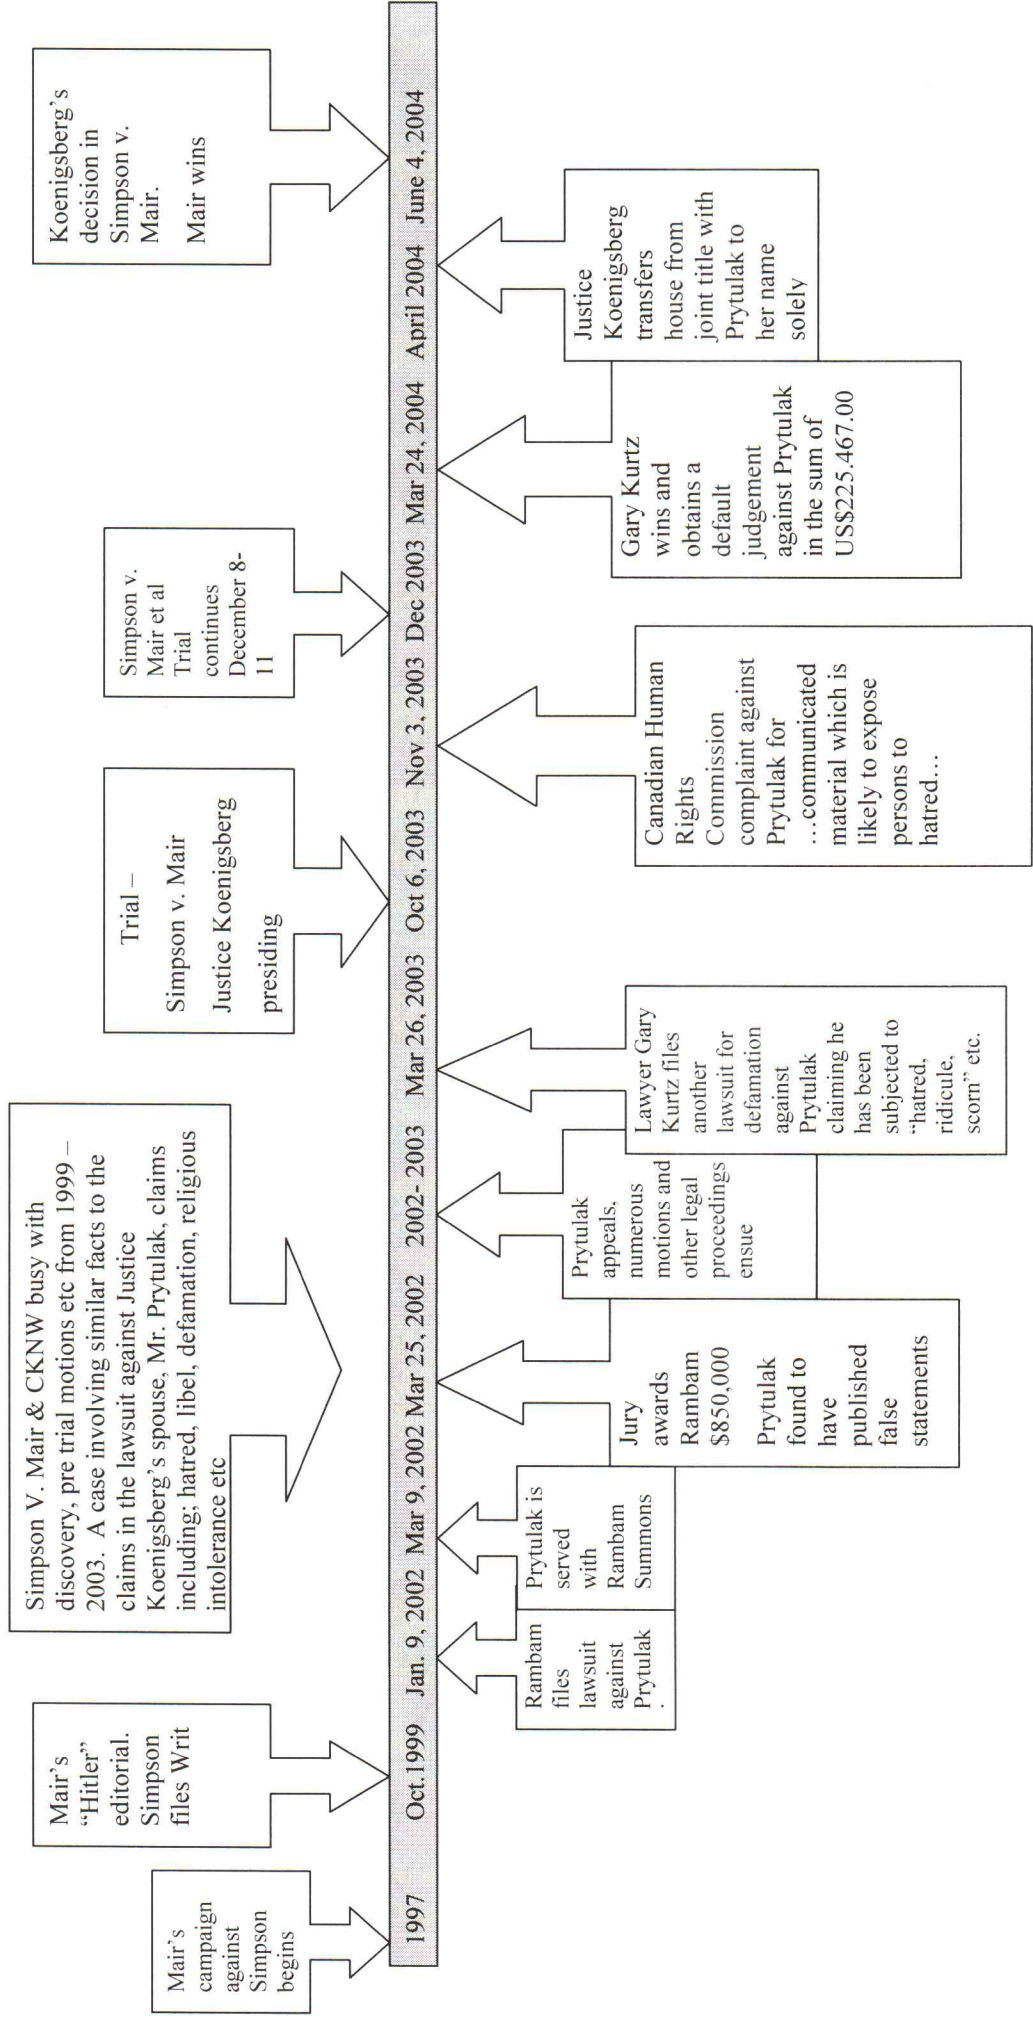 Mair's
campaign
against
Simpson
begins
Mair's
“Hitler”
editorial.
Simpson
files Writ
Simpson V. Mair & CKNW busy with
discovery, pre trial motions etc from 1999 –
2003. A case involving similar facts to the
claims in the lawsuit against Justice
Koenigsberg's spouse, Mr. Prytulak, claims
including; hatred, libel, defamation, religious
intolerance etc
Trial –
Simpson v. Mair
Justice Koenigsberg
presiding
Simpson v.
Mair et al
Trial
continues
December 8-
11
Koenigsberg's
decision in
Simpson v.
Mair.
Mair wins
1997 Oct.1999 Jan. 9, 2002 Mar 9, 2002 Mar 25, 2002 2002- 2003 Mar 26, 2003 Oct 6, 2003 Nov 3, 2003 Dec 2003 Mar 24, 2004 April 2004 June 4, 2004
Rambam
files
lawsuit
against
Prytulak
.
Prytulak is
served
with
Rambam
Summons
Jury
awards
Rambam
$850,000
Prytulak
found to
have
published
false
statements
Prytulak
appeals,
numerous
motions and
other legal
proceedings
ensue
Lawyer Gary
Kurtz files
another
lawsuit for
defamation
against
Prytulak
claiming he
has been
subjected to
“hatred,
ridicule,
scorn” etc.
Canadian Human
Rights
Commission
complaint against
Prytulak for
…communicated
material which is
likely to expose
persons to
hatred…
Gary Kurtz
wins and
obtains a
default
judgement
against Prytulak
in the sum of
US$225.467.00
Justice
Koenigsberg
transfers
house from
joint title with
Prytulak to
her name
solely